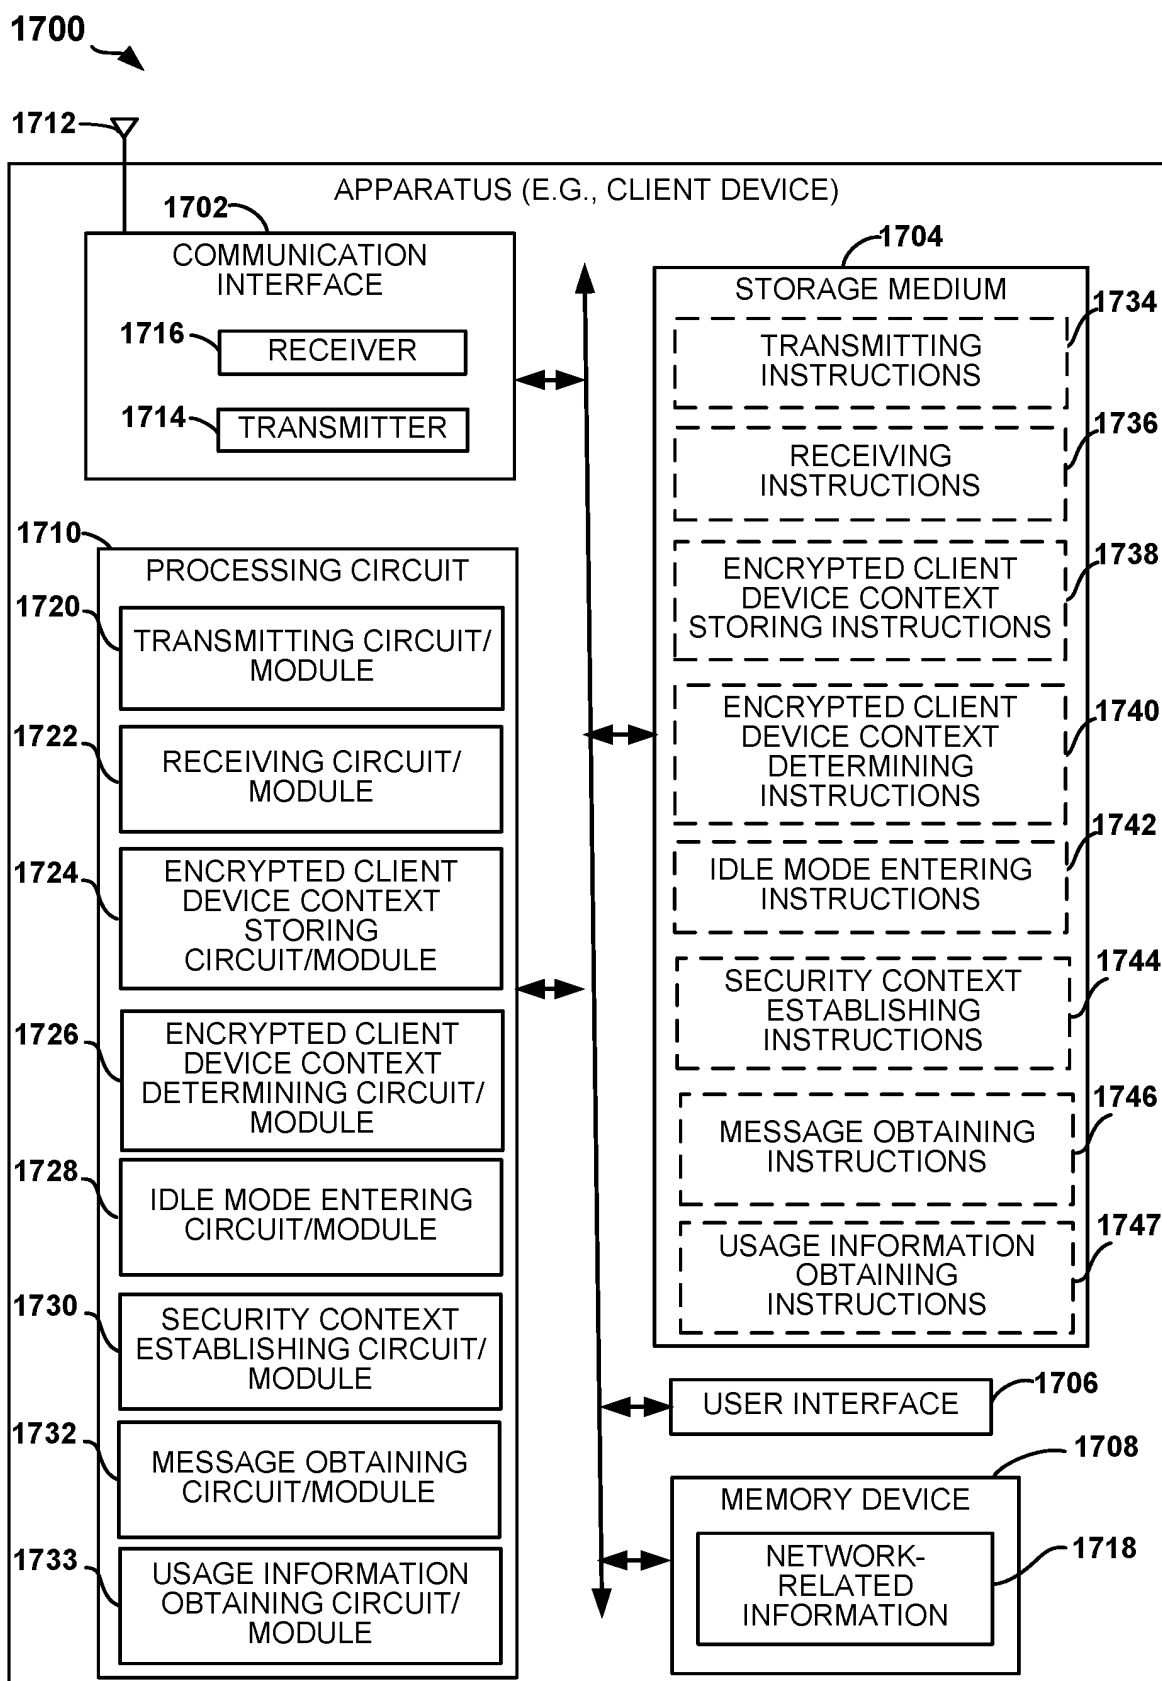 1700
1712
APPARATUS (E.G., CLIENT DEVICE)
1702
COMMUNICATION
INTERFACE
1716
RECEIVER
1714
TRANSMITTER
1710
PROCESSING CIRCUIT
1720
TRANSMITTING CIRCUIT/
MODULE
1722
RECEIVING CIRCUIT/
MODULE
1724
ENCRYPTED CLIENT
DEVICE CONTEXT
STORING
CIRCUIT/MODULE
1726
ENCRYPTED CLIENT
DEVICE CONTEXT
DETERMINING CIRCUIT/
MODULE
1728
IDLE MODE ENTERING
CIRCUIT/MODULE
1730
SECURITY CONTEXT
ESTABLISHING CIRCUIT/
MODULE
1732
MESSAGE OBTAINING
CIRCUIT/MODULE
1733
USAGE INFORMATION
OBTAINING CIRCUIT/
MODULE
1704
STORAGE MEDIUM
1734
TRANSMITTING
INSTRUCTIONS
1736
RECEIVING
INSTRUCTIONS
1738
ENCRYPTED CLIENT
DEVICE CONTEXT
STORING INSTRUCTIONS
1740
ENCRYPTED CLIENT
DEVICE CONTEXT
DETERMINING
INSTRUCTIONS
1742
IDLE MODE ENTERING
INSTRUCTIONS
1744
SECURITY CONTEXT
ESTABLISHING
INSTRUCTIONS
1746
MESSAGE OBTAINING
INSTRUCTIONS
1747
USAGE INFORMATION
OBTAINING
INSTRUCTIONS
1706
USER INTERFACE
1708
MEMORY DEVICE
1718
NETWORK-
RELATED
INFORMATION